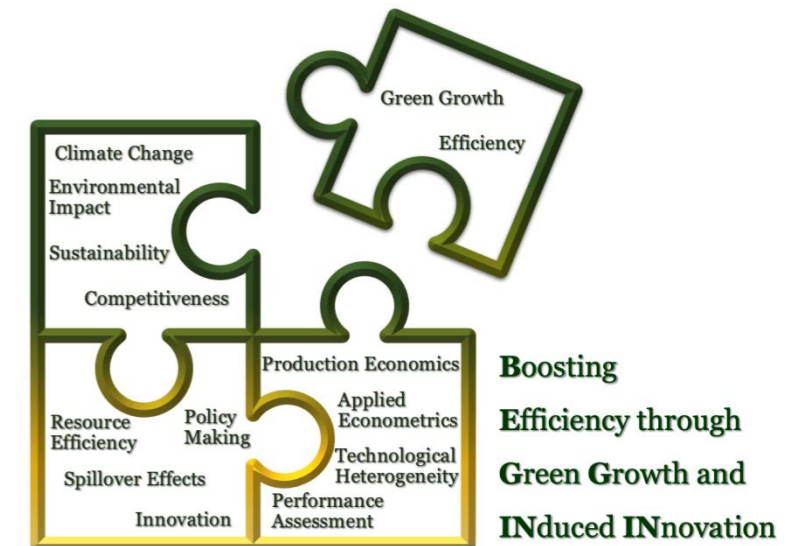 Green Growth
Efficiency
Climate Change
Environmental
Impact
Sustainability
Competitiveness
Resource
Efficiency
Policy
Making
Spillover Effects
Innovation
Production Economics
Applied
Econometrics
Technological
Heterogeneity
Performance
Assessment
Boosting
Efficiency through
Green Growth and
INduced INnovation